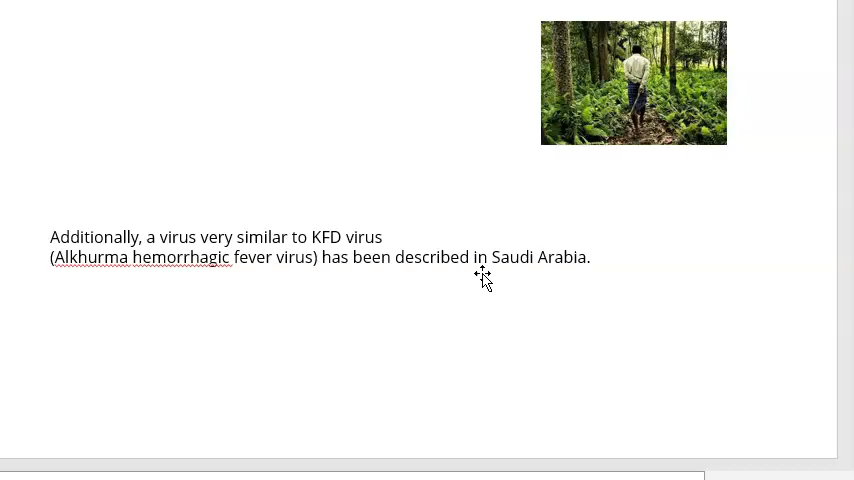 Additionally, a virus very similar to KFD virus
(Alkhurma hemorrhagic fever virus) has been described in Saudi Arabia.